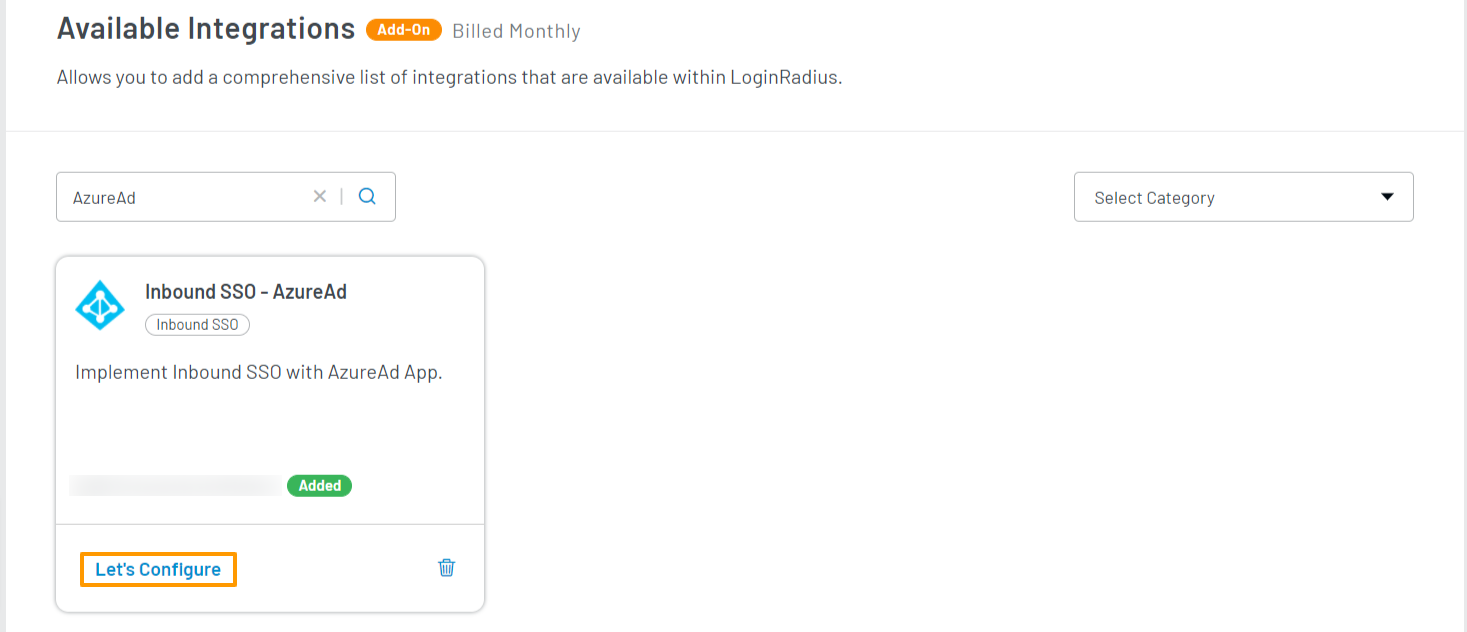 Available Integrations Add-On Billed Monthly
Allows you to add a comprehensive list of integrations that are available within LoginRadius.
AzureAd
Select Category
Inbound SSO - AzureAd
Inbound SSO
Implement Inbound SSO with AzureAd App.
Added
Let's Configure